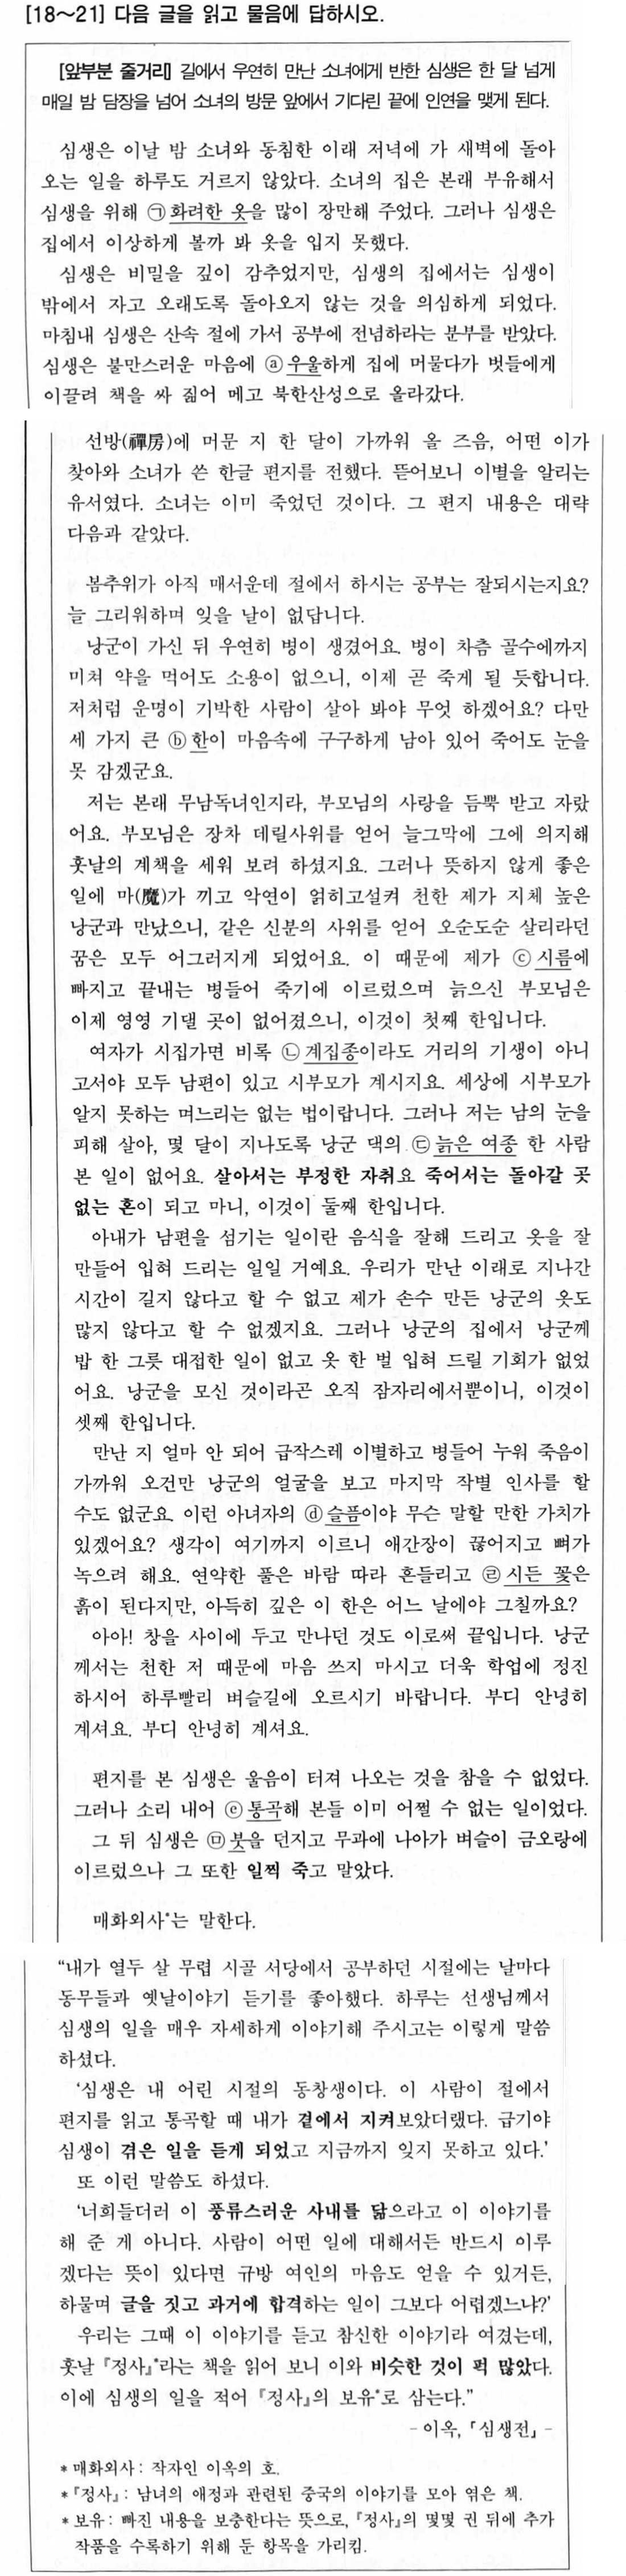 [18～21] 다음 글을 읽고 물음에 답하시오.
[앞부분 줄거리] 길에서 우연히 만난 소녀에게 반한 심생은 한 달 넘게
매일 밤 담장을 넘어 소녀의 방문 앞에서 기다린 끝에 인연을 맺게 된다.
심생은 이날 밤 소녀와 동침한 이래 저녁에 가 새벽에 돌아
오는 일을 하루도 거르지 않았다. 소녀의 집은 본래 부유해서
심생을 위해 ㉠화려한 옷을 많이 장만해 주었다. 그러나 심생은
집에서 이상하게 볼까 봐 옷을 입지 못했다.
심생은 비밀을 깊이 감추었지만, 심생의 집에서는 심생이
밖에서 자고 오래도록 돌아오지 않는 것을 의심하게 되었다.
마침내 심생은 산속 절에 가서 공부에 전념하라는 분부를 받았다.
심생은 불만스러운 마음에 ⓐ우울하게 집에 머물다가 벗들에게
이끌려 책을 싸 짊어 메고 북한산성으로 올라갔다.
선방(禪房)에 머문 지 한 달이 가까워 올 즈음, 어떤 이가
찾아와 소녀가 쓴 한글 편지를 전했다. 뜯어보니 이별을 알리는
유서였다. 소녀는 이미 죽었던 것이다. 그 편지 내용은 대략
다음과 같았다.
봄추위가 아직 매서운데 절에서 하시는 공부는 잘되시는지요?
늘 그리워하며 잊을 날이 없답니다.
낭군이 가신 뒤 우연히 병이 생겼어요. 병이 차츰 골수에까지
미쳐 약을 먹어도 소용이 없으니, 이제 곧 죽게 될 듯합니다.
저처럼 운명이 기박한 사람이 살아 봐야 무엇 하겠어요? 다만
세 가지 큰 ⓑ한이 마음속에 구구하게 남아 있어 죽어도 눈을
못 감겠군요.
저는 본래 무남독녀인지라, 부모님의 사랑을 듬뿍 받고 자랐
어요. 부모님은 장차 데릴사위를 얻어 늘그막에 그에 의지해
훗날의 계책을 세워 보려 하셨지요. 그러나 뜻하지 않게 좋은
일에 마(魔)가 끼고 악연이 얽히고설켜 천한 제가 지체 높은
낭군과 만났으니, 같은 신분의 사위를 얻어 오순도순 살리라던
꿈은 모두 어그러지게 되었어요. 이 때문에 제가 ⓒ시름에
빠지고 끝내는 병들어 죽기에 이르렀으며 늙으신 부모님은
이제 영영 기댈 곳이 없어졌으니, 이것이 첫째 한입니다.
여자가 시집가면 비록 ㉡계집종이라도 거리의 기생이 아니
고서야 모두 남편이 있고 시부모가 계시지요. 세상에 시부모가
알지 못하는 며느리는 없는 법이랍니다. 그러나 저는 남의 눈을
피해 살아, 몇 달이 지나도록 낭군 댁의 ㉢늙은 여종 한 사람
본 일이 없어요. 살아서는 부정한 자취요 죽어서는 돌아갈 곳
없는 혼이 되고 마니, 이것이 둘째 한입니다.
아내가 남편을 섬기는 일이란 음식을 잘해 드리고 옷을 잘
만들어 입혀 드리는 일일 거예요. 우리가 만난 이래로 지나간
시간이 길지 않다고 할 수 없고 제가 손수 만든 낭군의 옷도
많지 않다고 할 수 없겠지요. 그러나 낭군의 집에서 낭군께
밥 한 그릇 대접한 일이 없고 옷 한 벌 입혀 드릴 기회가 없었
어요. 낭군을 모신 것이라곤 오직 잠자리에서뿐이니, 이것이
셋째 한입니다.
만난 지 얼마 안 되어 급작스레 이별하고 병들어 누워 죽음이
가까워 오건만 낭군의 얼굴을 보고 마지막 작별 인사를 할
수도 없군요. 이런 아녀자의 ⓓ슬픔이야 무슨 말할 만한 가치가
있겠어요? 생각이 여기까지 이르니 애간장이 끊어지고 뼈가
녹으려 해요. 연약한 풀은 바람 따라 흔들리고 ㉣시든 꽃은
흙이 된다지만, 아득히 깊은 이 한은 어느 날에야 그칠까요?
아아! 창을 사이에 두고 만나던 것도 이로써 끝입니다. 낭군
께서는 천한 저 때문에 마음 쓰지 마시고 더욱 학업에 정진
하시어 하루빨리 벼슬길에 오르시기 바랍니다. 부디 안녕히
계셔요. 부디 안녕히 계셔요.
편지를 본 심생은 울음이 터져 나오는 것을 참을 수 없었다.
그러나 소리 내어 ⓔ통곡해 본들 이미 어쩔 수 없는 일이었다.
그 뒤 심생은 ㉤붓을 던지고 무과에 나아가 벼슬이 금오랑에
이르렀으나 그 또한 일찍 죽고 말았다.
매화외사*는 말한다.
“내가 열두 살 무렵 시골 서당에서 공부하던 시절에는 날마다
동무들과 옛날이야기 듣기를 좋아했다. 하루는 선생님께서
심생의 일을 매우 자세하게 이야기해 주시고는 이렇게 말씀
하셨다.
‘심생은 내 어린 시절의 동창생이다. 이 사람이 절에서
편지를 읽고 통곡할 때 내가 곁에서 지켜보았더랬다. 급기야
심생이 겪은 일을 듣게 되었고 지금까지 잊지 못하고 있다.’
또 이런 말씀도 하셨다.
‘너희들더러 이 풍류스러운 사내를 닮으라고 이 이야기를
해 준 게 아니다. 사람이 어떤 일에 대해서든 반드시 이루
겠다는 뜻이 있다면 규방 여인의 마음도 얻을 수 있거든,
하물며 글을 짓고 과거에 합격하는 일이 그보다 어렵겠느냐?’
우리는 그때 이 이야기를 듣고 참신한 이야기라 여겼는데,
훗날 『정사』*라는 책을 읽어 보니 이와 비슷한 것이 퍽 많았다.
이에 심생의 일을 적어 『정사』의 보유*로 삼는다.”
- 이옥, 「심생전」 -
* 매화외사: 작자인 이옥의 호.
* 『정사』: 남녀의 애정과 관련된 중국의 이야기를 모아 엮은 책.
* 보유: 빠진 내용을 보충한다는 뜻으로, 『정사』의 몇몇 권 뒤에 추가
작품을 수록하기 위해 둔 항목을 가리킴.